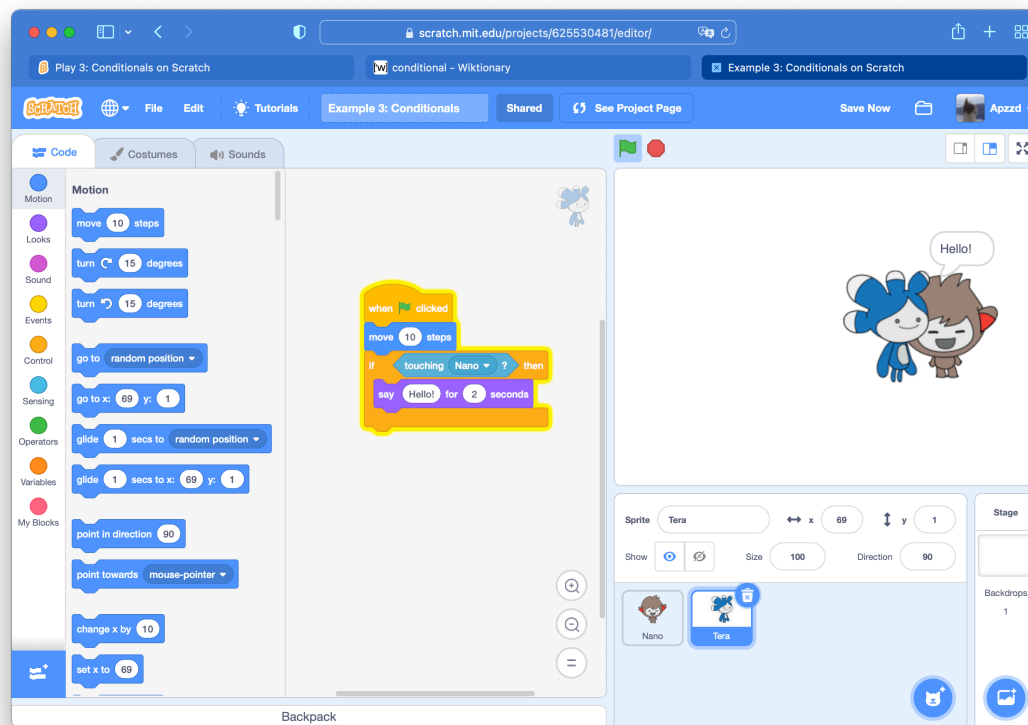 scratch.mit.edu/projects/625530481/editor/
Play 3: Conditionals on Scratch
[W] conditional - Wiktionary
Example 3: Conditionals on Scratch
SCRATCH
File
Edit
Tutorials
Example 3: Conditionals
Shared
See Project Page
Save Now
Apzzd
Code
Costumes
Sounds
Motion
Looks
Sound
Events
Control
Sensing
Operators
Variables
My Blocks
Motion
move 10 steps
turn 15 degrees
turn 15 degrees
go to random position
go to x: 69 y: 1
glide 1 secs to random position
glide 1 secs to x: 69 y: 1
point in direction 90
point towards mouse-pointer
change x by 10
set x to 69
when clicked
move 10 steps
if touching Nano ? then
say Hello! for 2 seconds
Hello!
Sprite Tera x 69 y 1
Show Size 100 Direction 90
Nano
Tera
Stage
Backdrops
1
Backpack